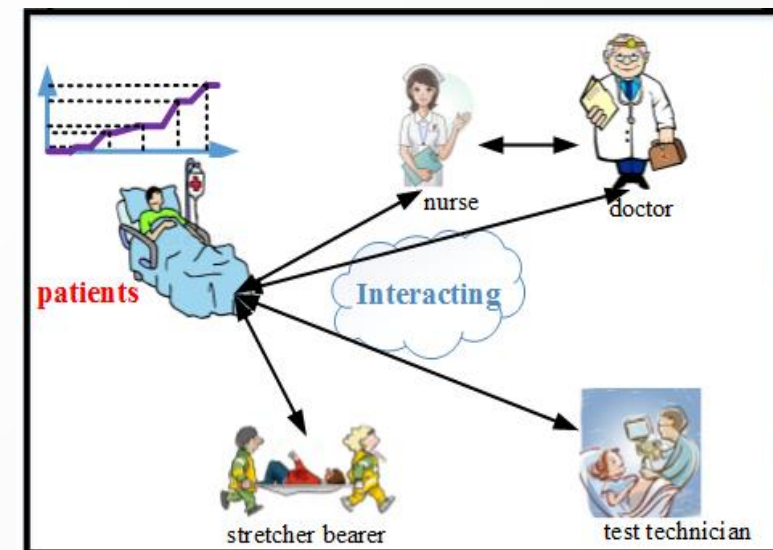 nurse
doctor
patients
Interacting
stretcher bearer
test technician